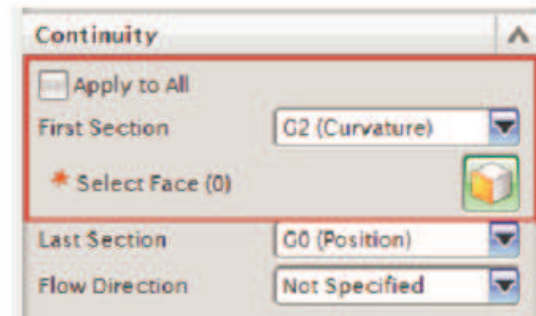 Continuity
Apply to All
First Section G2 (Curvature)
* Select Face (0)
Last Section G0 (Position)
Flow Direction Not Specified